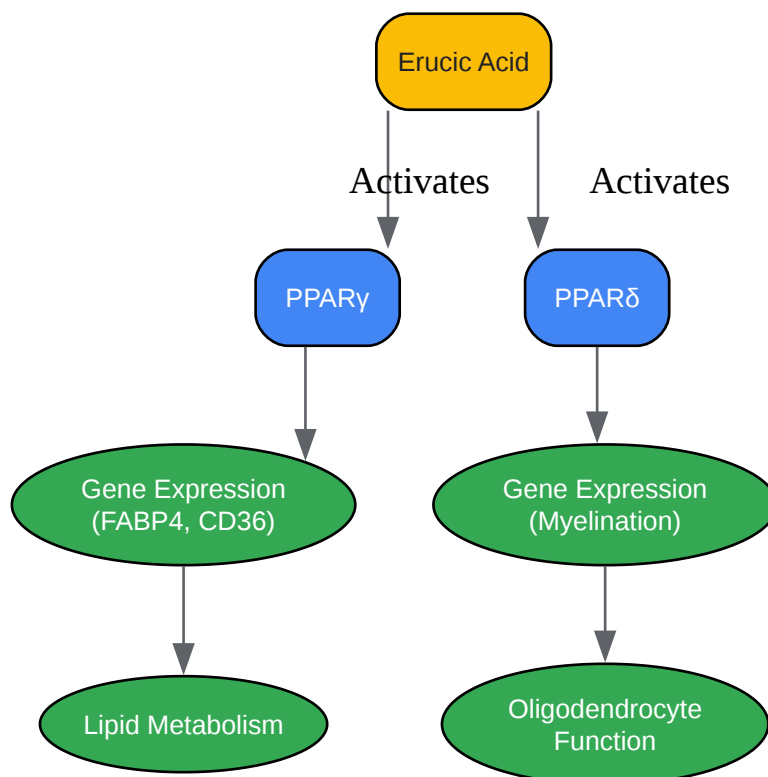 Erucic Acid
Activates Activates
PPARγ PPARδ
Gene Expression
(FABP4, CD36)
Gene Expression
(Myelination)
Lipid Metabolism
Oligodendrocyte
Function